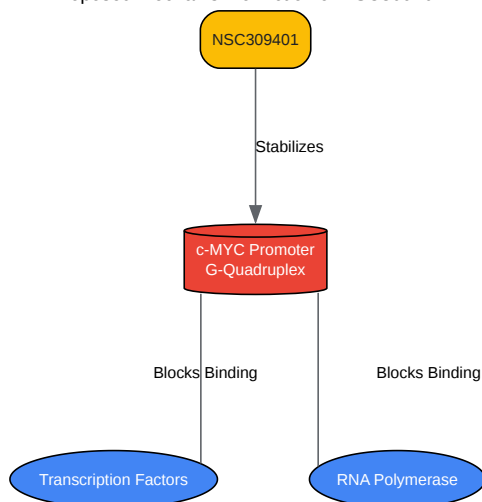 NSC309401
Stabilizes
c-MYC Promoter
G-Quadruplex
Blocks Binding
Blocks Binding
Transcription Factors
RNA Polymerase